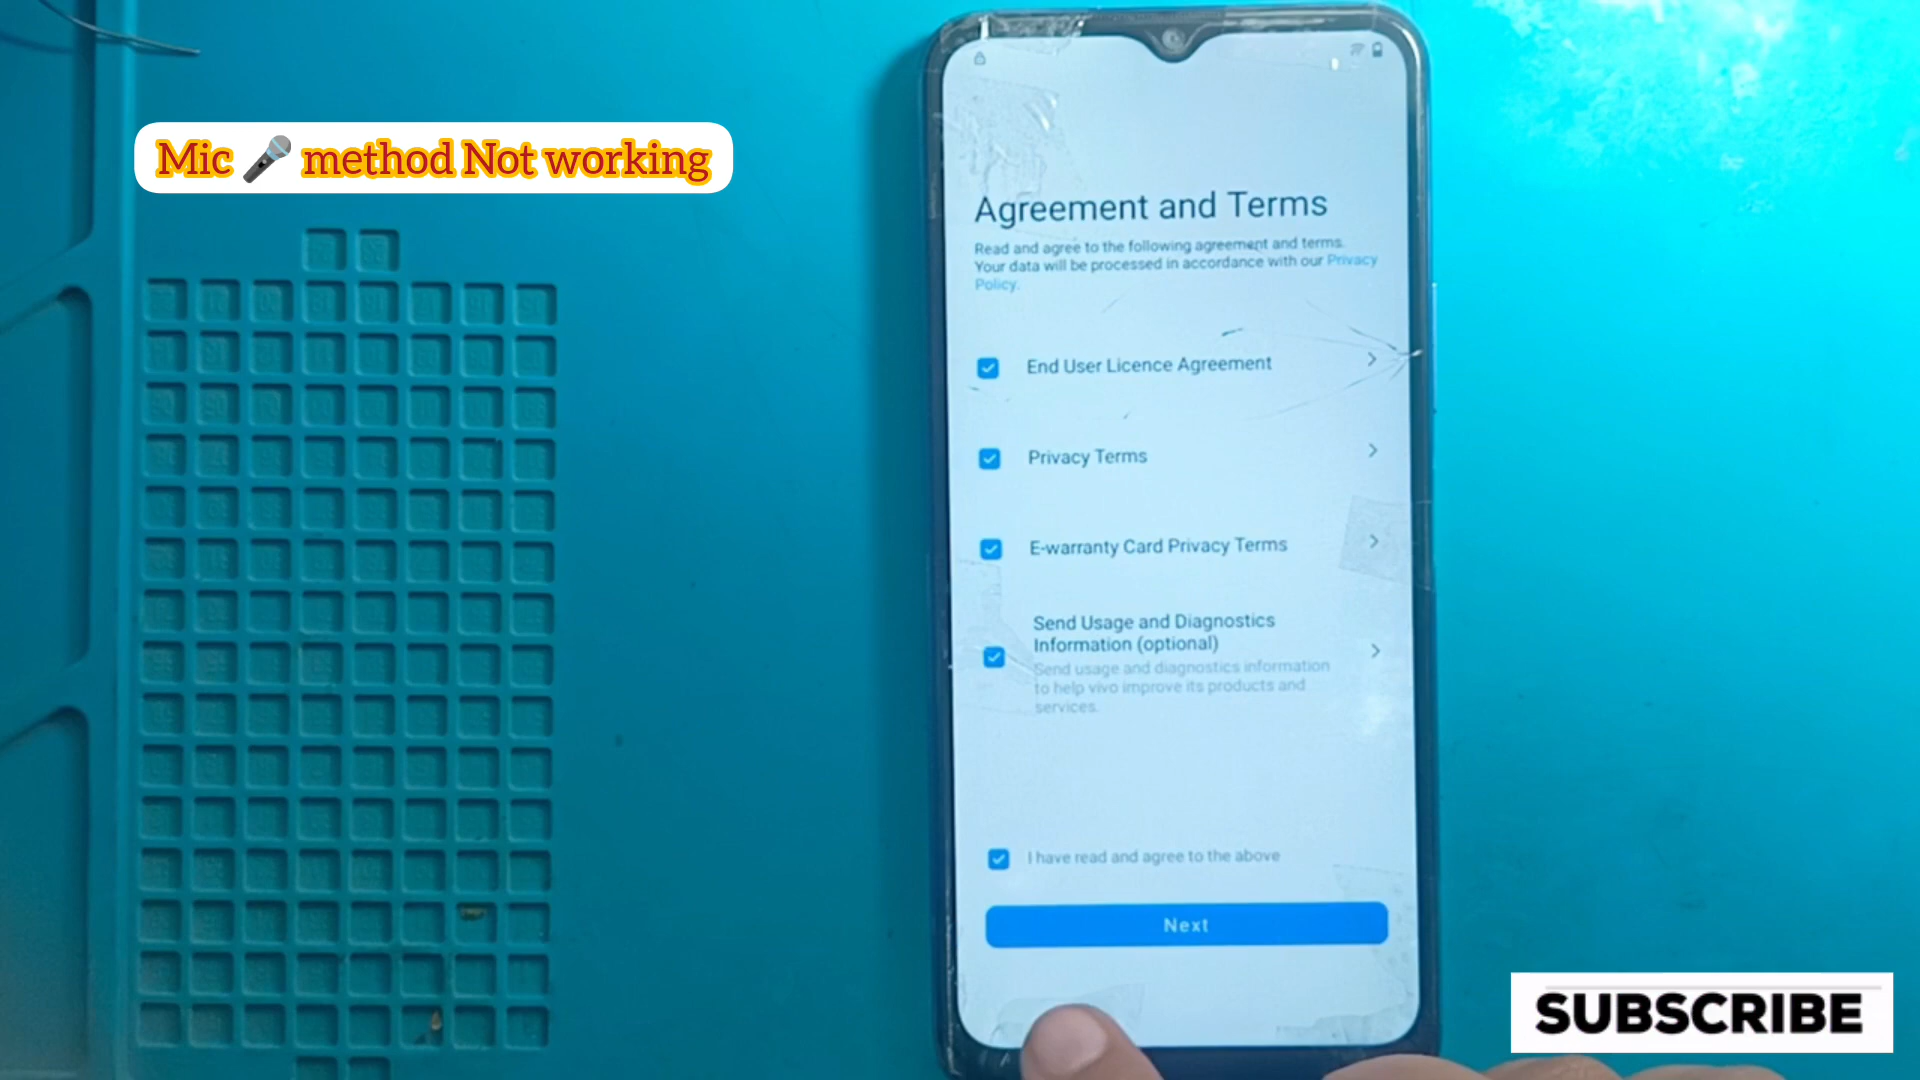 Mic 🎤 method Not working
Agreement and Terms
Read and agree to the following agreement and terms.
Your data will be processed in accordance with our Privacy
Policy.
End User Licence Agreement
Privacy Terms
E-warranty Card Privacy Terms
Send Usage and Diagnostics
Information (optional)
Send usage and diagnostics information
to help vivo improve its products and
services.
I have read and agree to the above
Next
SUBSCRIBE